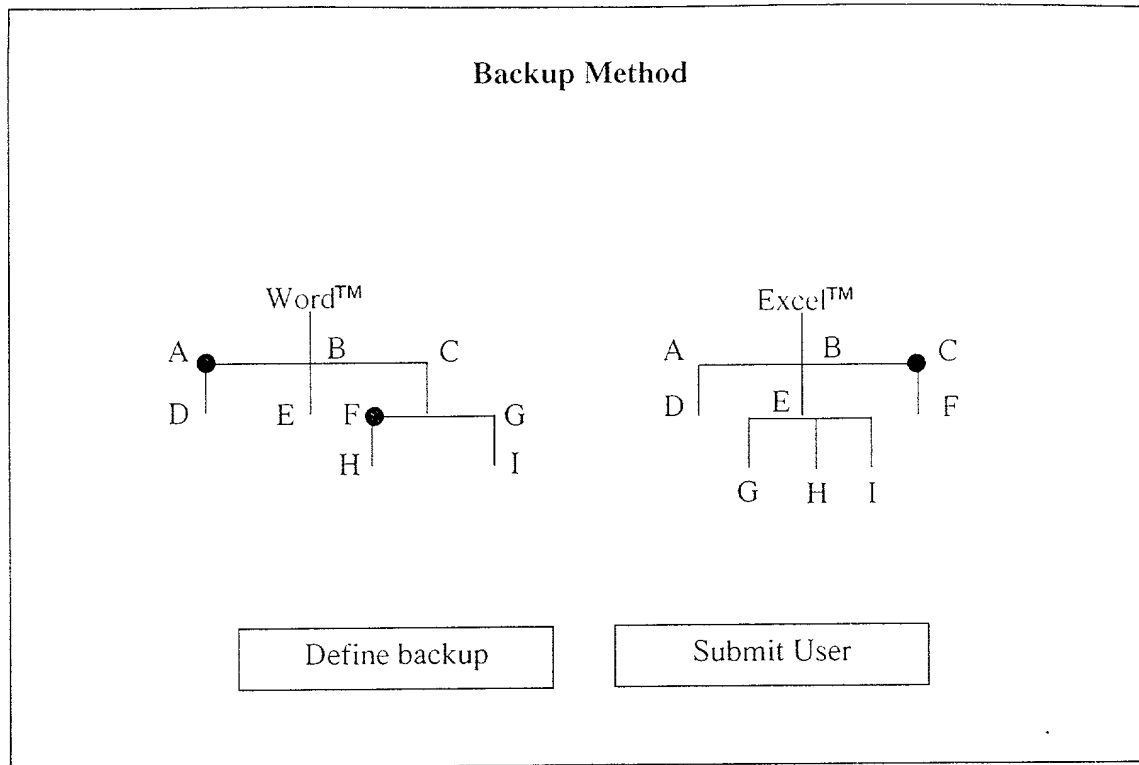 Backup Method
Word™ Excel™
A B C A B C
D E F G D E F
H I G H I
Define backup Submit User